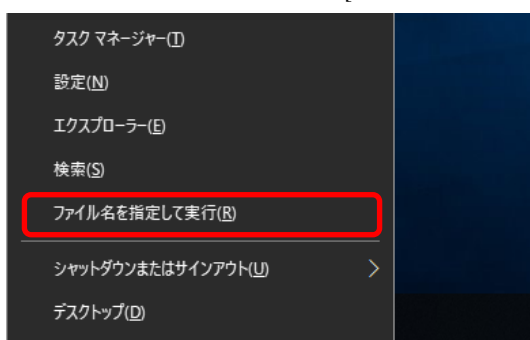 タスク マネージャー(T)
設定(N)
エクスプローラー(E)
検索(S)
ファイル名を指定して実行(R)
シャットダウンまたはサインアウト(U)
デスクトップ(D)